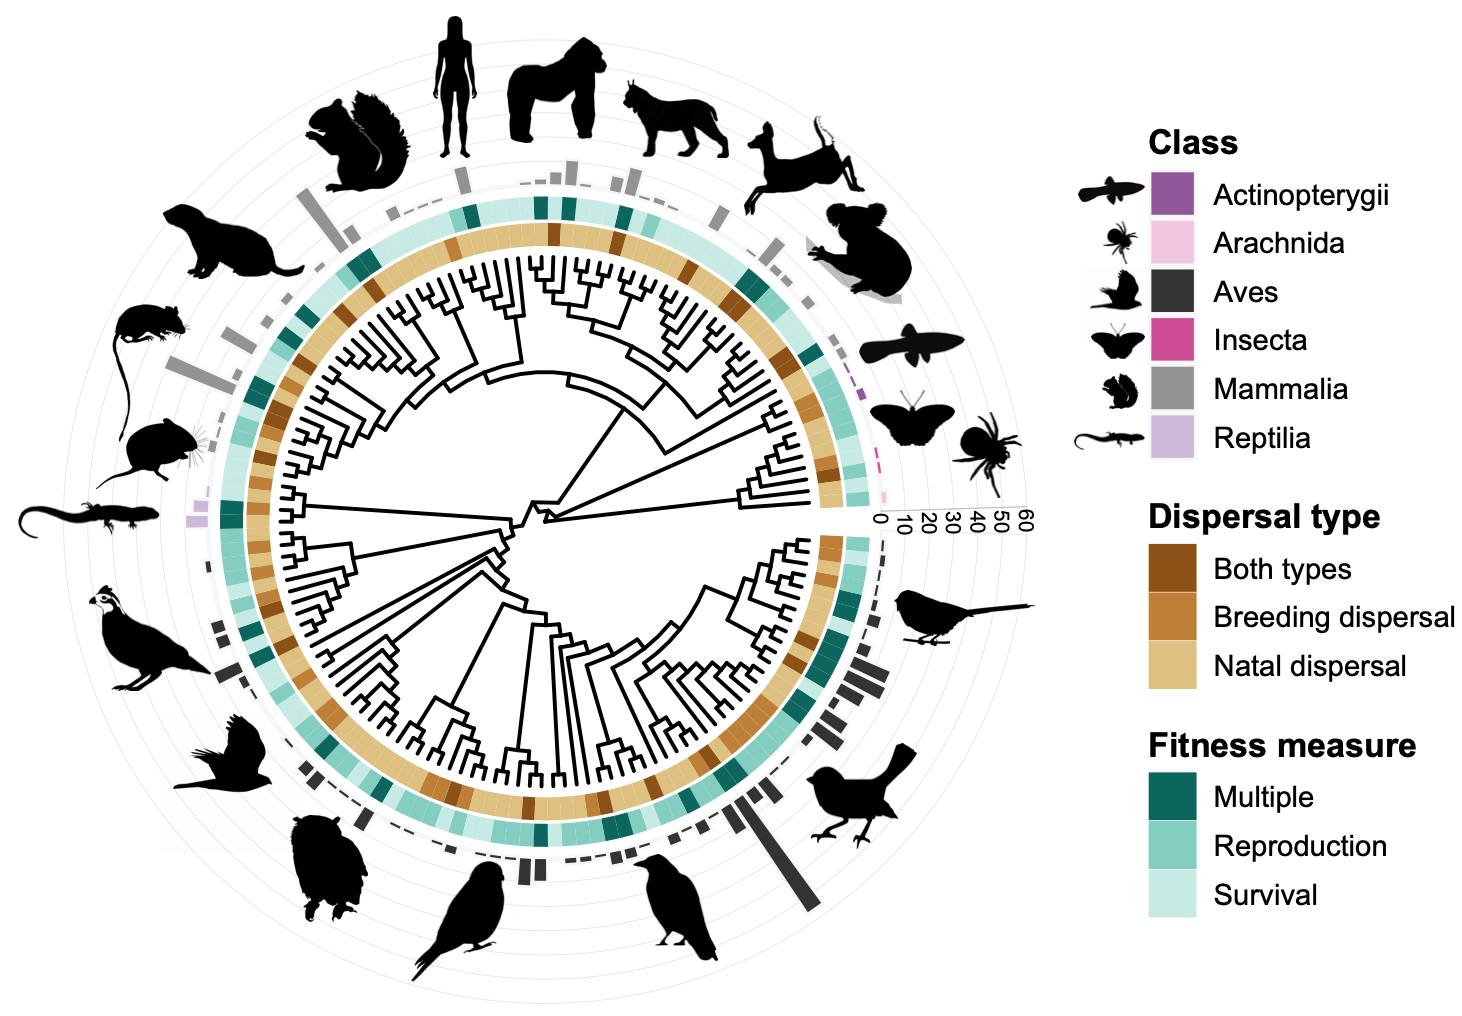 Class
Actinopterygii
Arachnida
Aves
Insecta
Mammalia
Reptilia
0 10 20 30 40 50 60
Dispersal type
Both types
Breeding dispersal
Natal dispersal
Fitness measure
Multiple
Reproduction
Survival